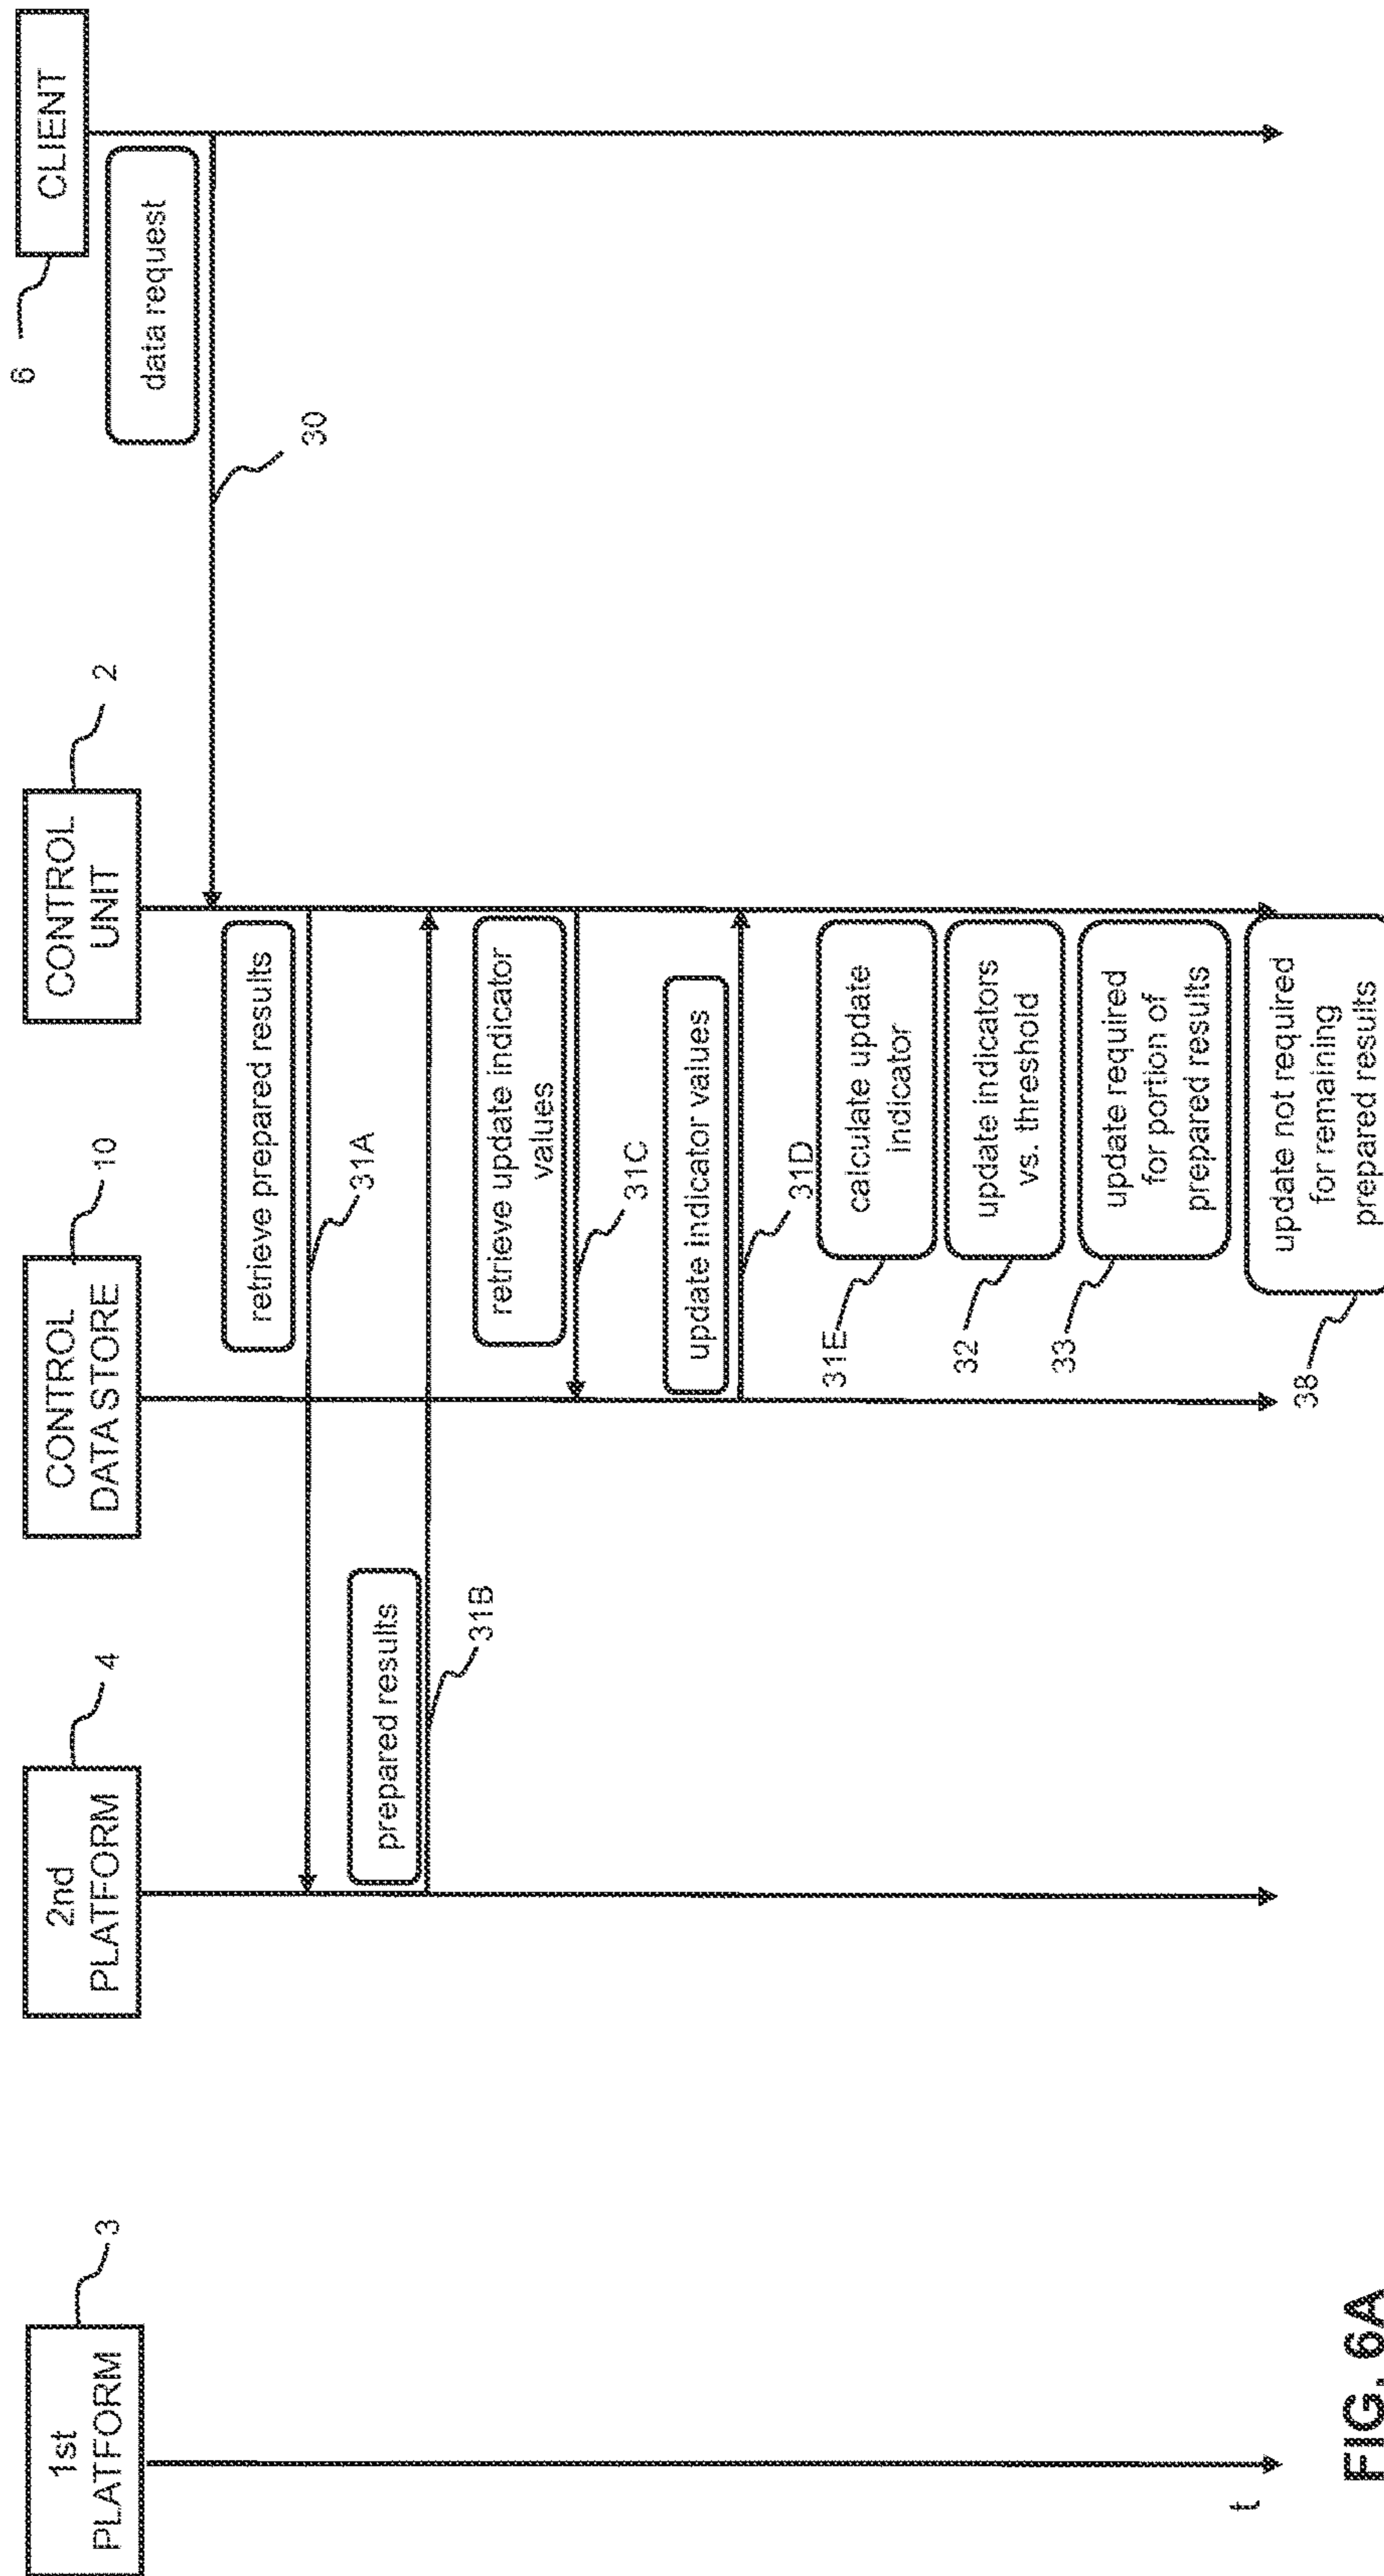 1st
PLATFORM
3
2nd
PLATFORM
4
CONTROL
DATASTORE
10
CONTROL
UNIT
2
CLIENT
6
data request
30
retrieve prepared results
31A
prepared results
31B
retrieve update indicator
values
31C
update indicator values
31D
calculate update
indicator
31E
update indicators
vs. threshold
32
update required
for portion of
prepared results
33
update not required
for remaining
prepared results
38
t
FIG. 6A